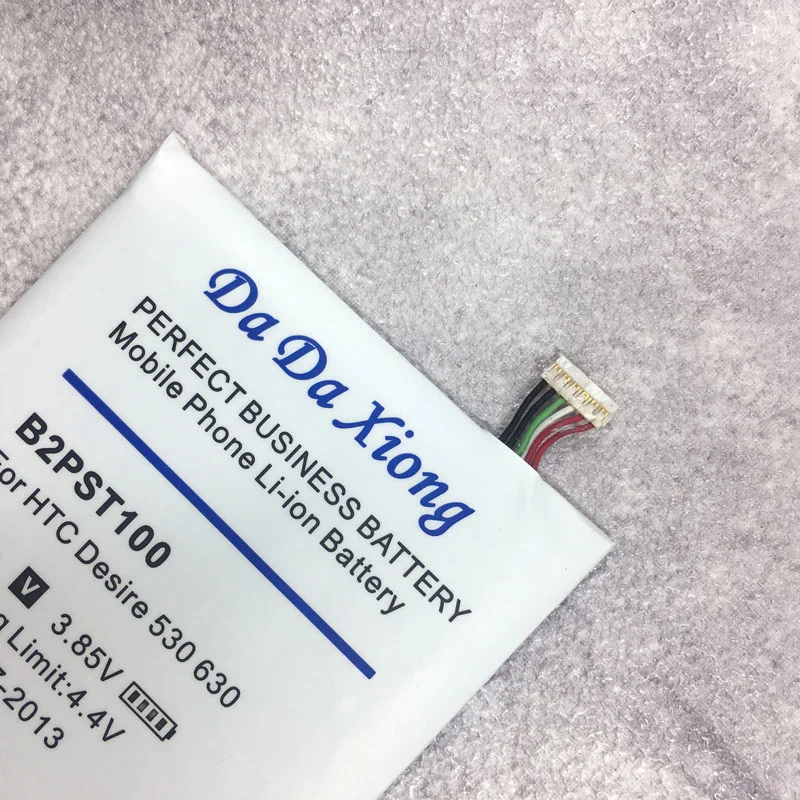 Da Da Xiong
PERFECT BUSINESS BATTERY
Mobile Phone Li-ion Battery
B2PST100
For HTC Desire 530 630
V 3.85V
Limit:4.4V
-2013